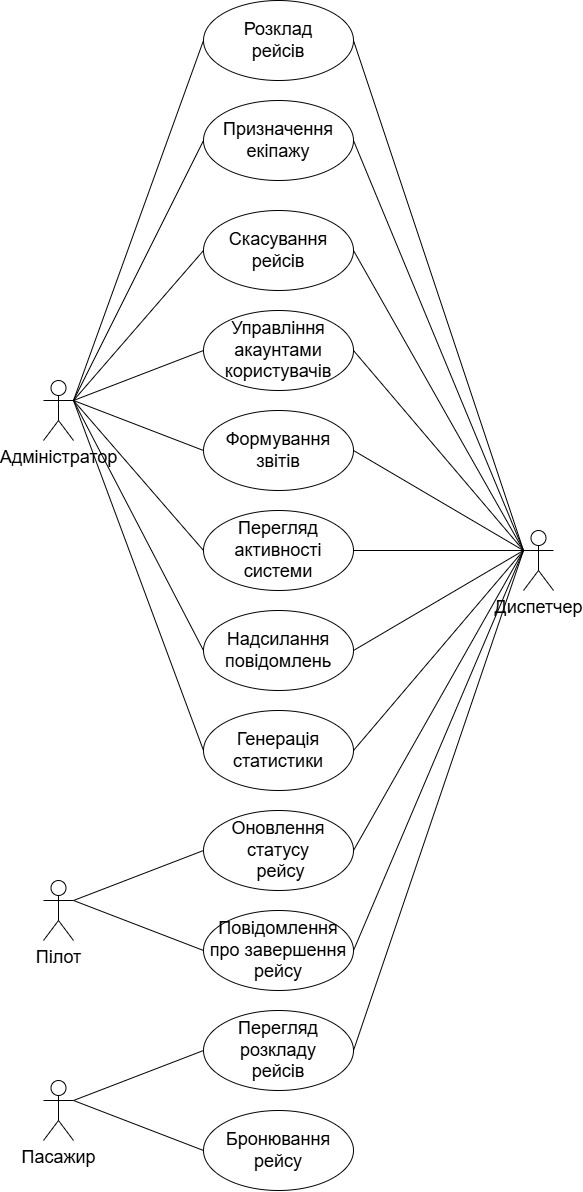 Розклад
рейсів
Призначення
екіпажу
Скасування
рейсів
Управління
акаунтами
користувачів
Адміністратор
Формування
звітів
Перегляд
активності
системи
Диспетчер
Надсилання
повідомлень
Генерація
статистики
Оновлення
статусу
рейсу
Пілот
Повідомлення
про завершення
рейсу
Перегляд
розкладу
рейсів
Пасажир
Бронювання
рейсу